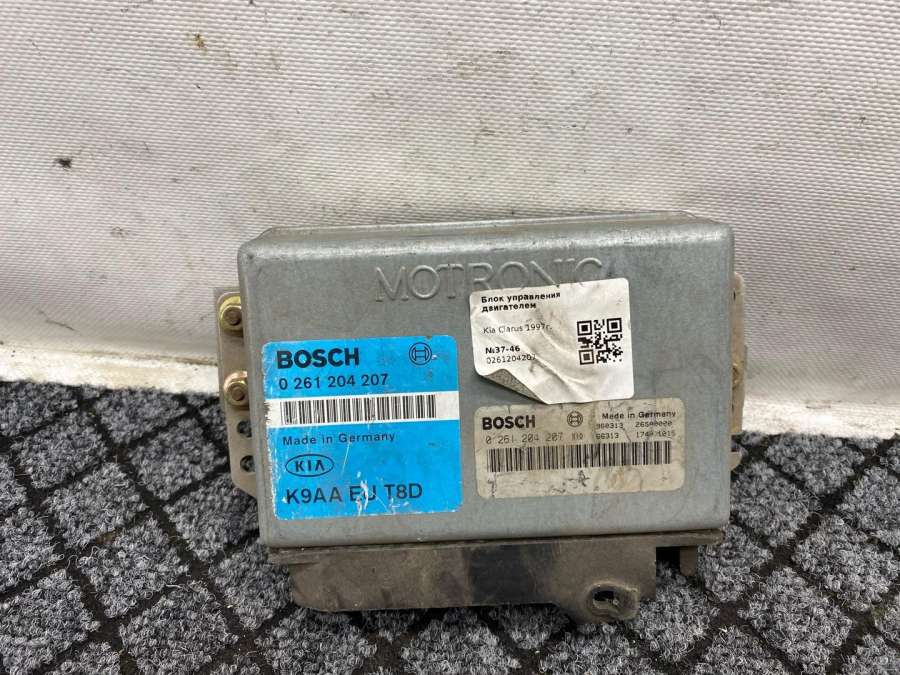 MOTRONIC
BOSCH
0 261 204 207
Made in Germany
KIA
K9AA EU T8D
Блок управления
двигателем
Kia Clarus 1997г.
№37-46
0261204207
BOSCH
Made in Germany
0 261 204 207